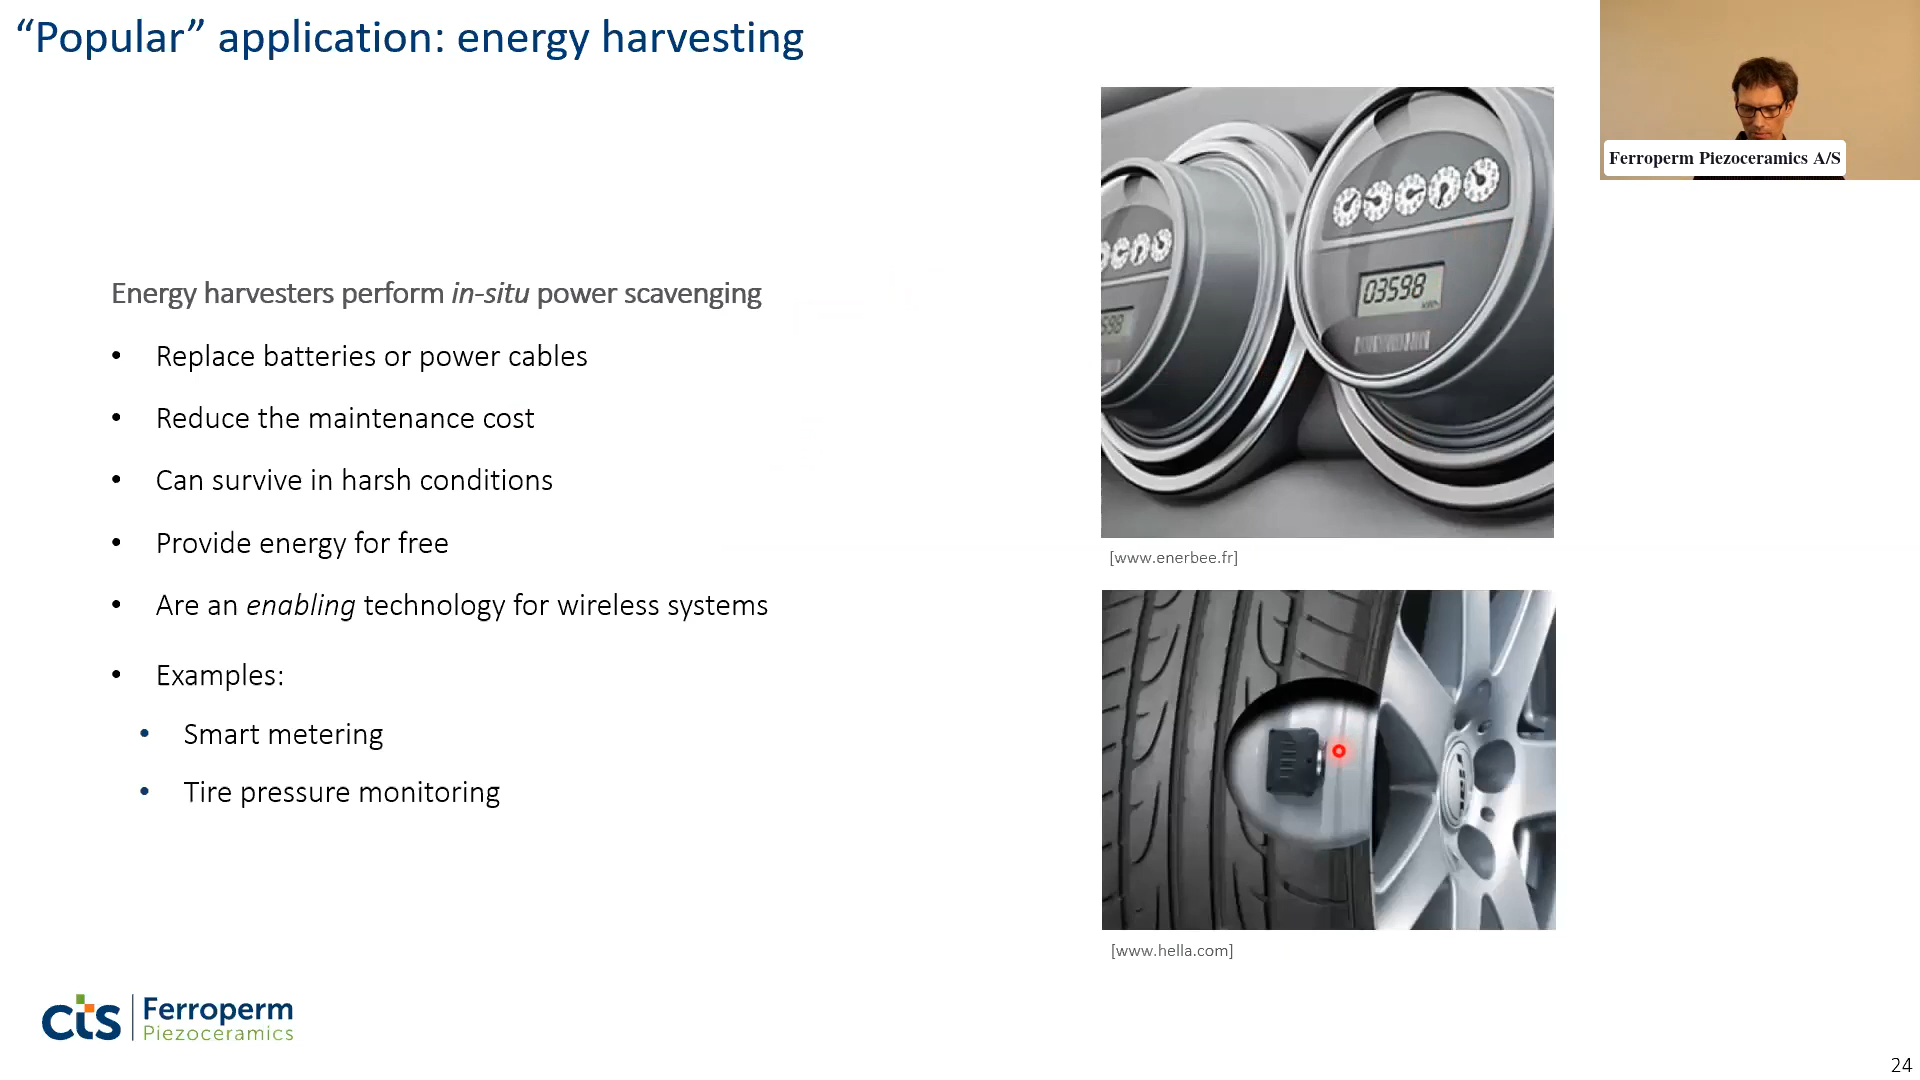 “Popular” application: energy harvesting
Ferroperm Piezoceramics A/S
Energy harvesters perform in-situ power scavenging
• Replace batteries or power cables
• Reduce the maintenance cost
• Can survive in harsh conditions
• Provide energy for free
• Are an enabling technology for wireless systems
• Examples:
• Smart metering
• Tire pressure monitoring
03598
598
[www.enerbee.fr]
[www.hella.com]
cts Ferroperm
Piezoceramics
24